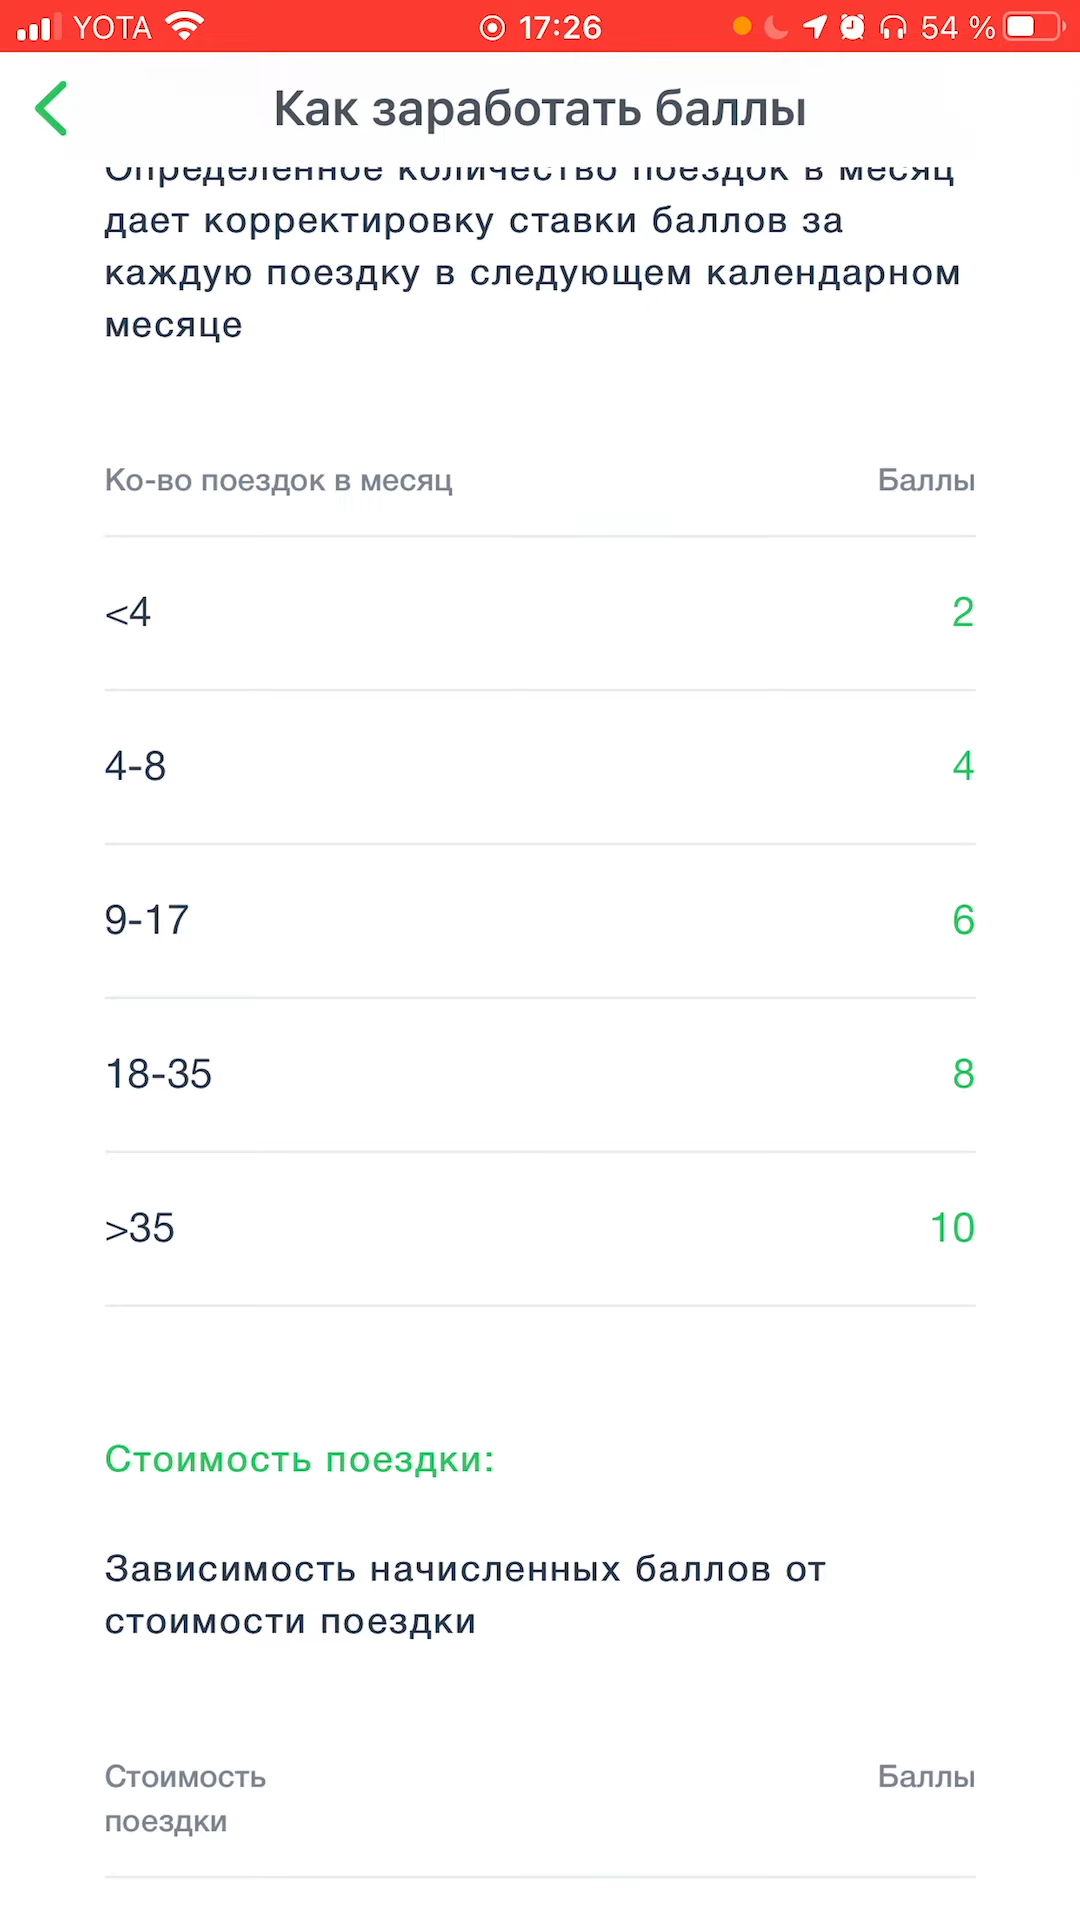 YOTA 17:26 54 %
Как заработать баллы
Определенное количество поездок в месяц
дает корректировку ставки баллов за
каждую поездку в следующем календарном
месяце
Ко-во поездок в месяц Баллы
<4 2
4-8 4
9-17 6
18-35 8
>35 10
Стоимость поездки:
Зависимость начисленных баллов от
стоимости поездки
Стоимость Баллы
поездки